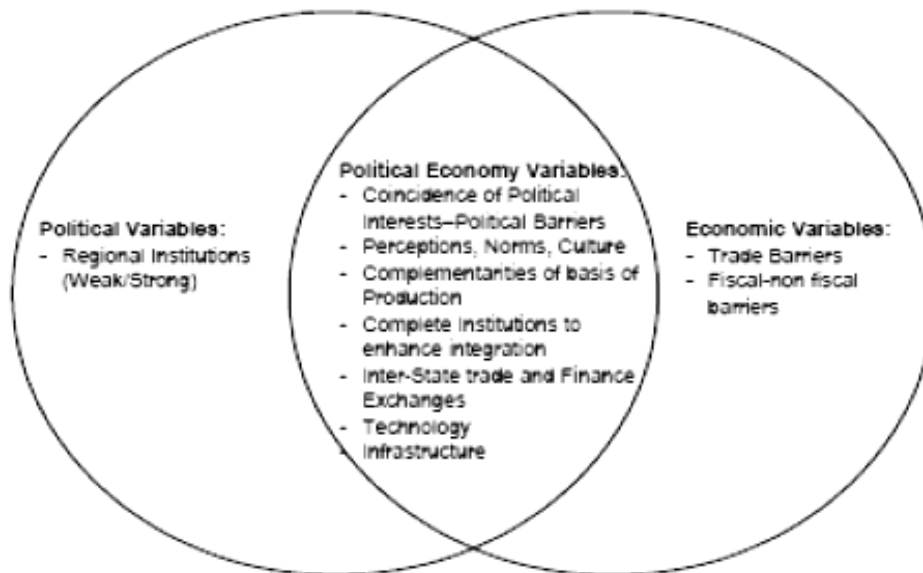 Political Economy Variables:
- Coincidence of Political
Interests–Political Barriers
- Perceptions, Norms, Culture
- Complementarities of basis of
Production
- Complete Institutions to
enhance integration
- Inter-State trade and Finance
Exchanges
- Technology
- Infrastructure
Political Variables:
- Regional Institutions
(Weak/Strong)
Economic Variables:
- Trade Barriers
- Fiscal-non fiscal
barriers